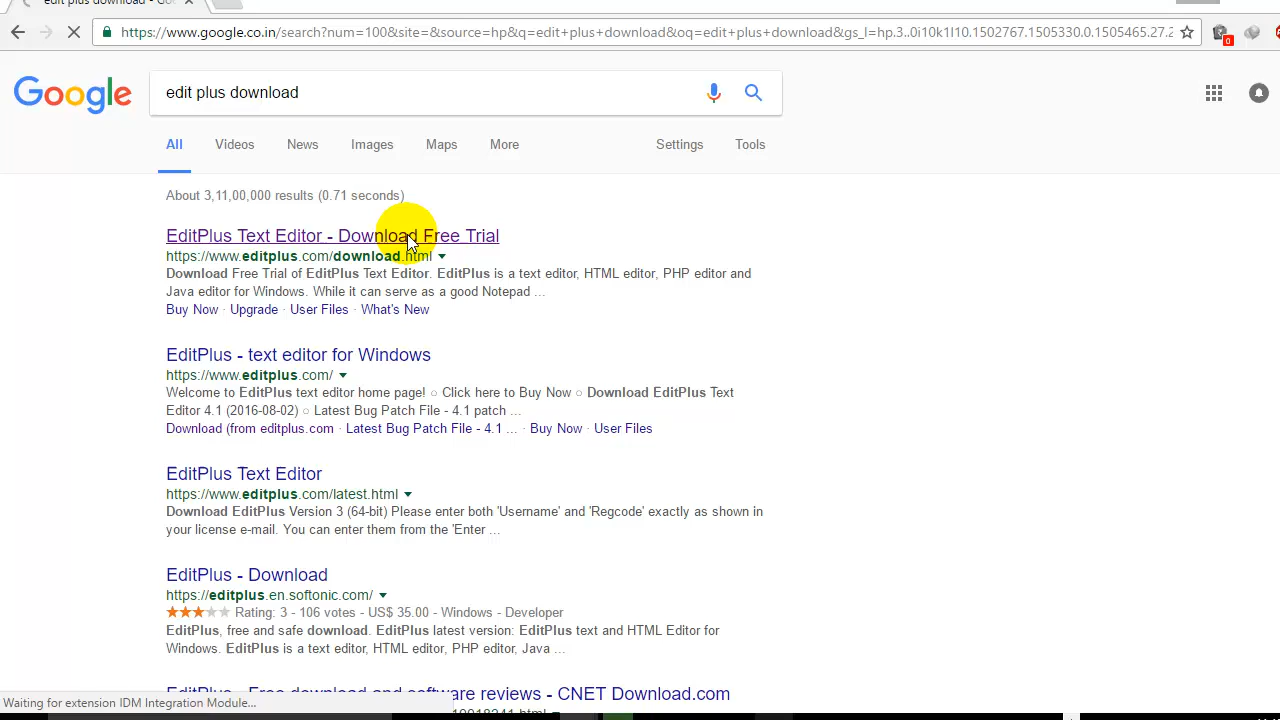 edit plus download - Goo
https://www.google.co.in/search?num=100&site=&source=hp&q=edit+plus+download&oq=edit+plus+download&gs_l=hp.3..0i10k1l10.1502767.1505330.0.1505465.27.2
0
Google
edit plus download
All Videos News Images Maps More Settings Tools
About 3,11,00,000 results (0.71 seconds)
EditPlus Text Editor - Download Free Trial
https://www.editplus.com/download.html
Download Free Trial of EditPlus Text Editor. EditPlus is a text editor, HTML editor, PHP editor and
Java editor for Windows. While it can serve as a good Notepad ...
Buy Now · Upgrade · User Files · What's New
EditPlus - text editor for Windows
https://www.editplus.com/
Welcome to EditPlus text editor home page! ○ Click here to Buy Now ○ Download EditPlus Text
Editor 4.1 (2016-08-02) ○ Latest Bug Patch File - 4.1 patch ...
Download (from editplus.com · Latest Bug Patch File - 4.1 ... · Buy Now · User Files
EditPlus Text Editor
https://www.editplus.com/latest.html
Download EditPlus Version 3 (64-bit) Please enter both 'Username' and 'Regcode' exactly as shown in
your license e-mail. You can enter them from the 'Enter ...
EditPlus - Download
https://editplus.en.softonic.com/
Rating: 3 - 106 votes - US$ 35.00 - Windows - Developer
EditPlus, free and safe download. EditPlus latest version: EditPlus text and HTML Editor for
Windows. EditPlus is a text editor, HTML editor, PHP editor, Java ...
EditPlus - Free download and software reviews - CNET Download.com
Waiting for extension IDM Integration Module...